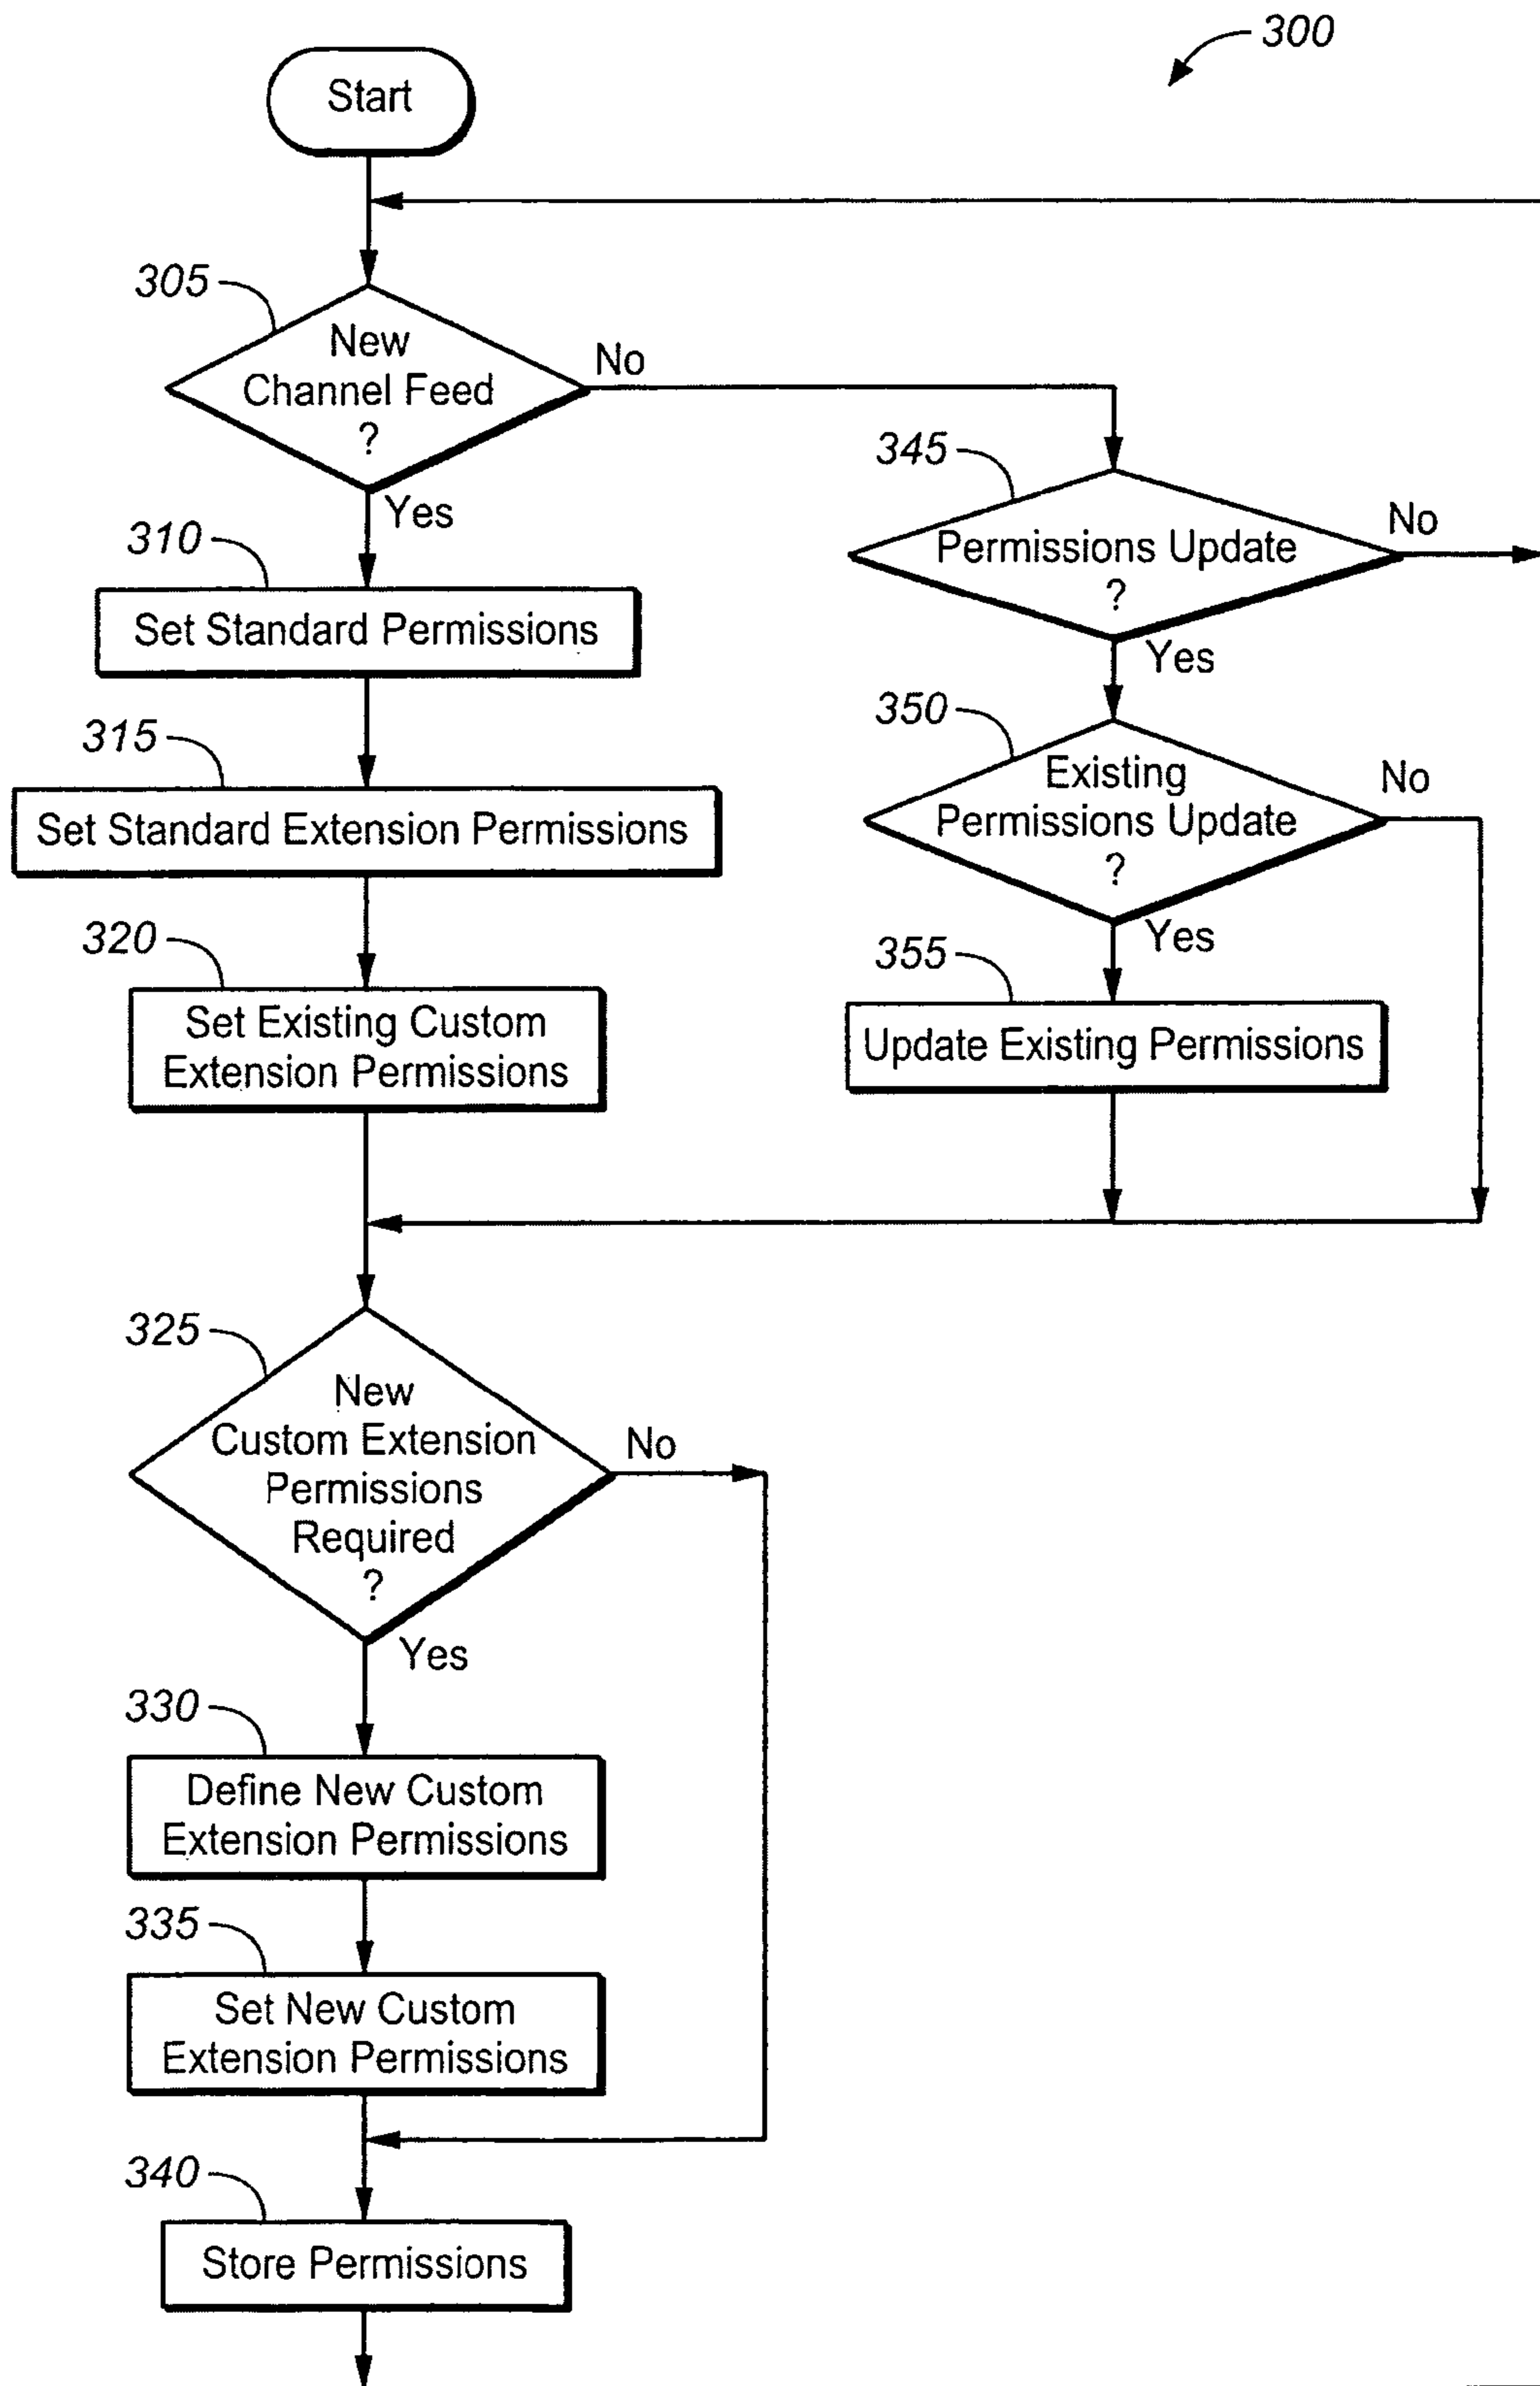 300
Start
305
New
Channel Feed
?
No
Yes
310
Set Standard Permissions
315
Set Standard Extension Permissions
320
Set Existing Custom
Extension Permissions
345
Permissions Update
?
No
Yes
350
Existing
Permissions Update
?
No
Yes
355
Update Existing Permissions
325
New
Custom Extension
Permissions
Required
?
No
Yes
330
Define New Custom
Extension Permissions
335
Set New Custom
Extension Permissions
340
Store Permissions